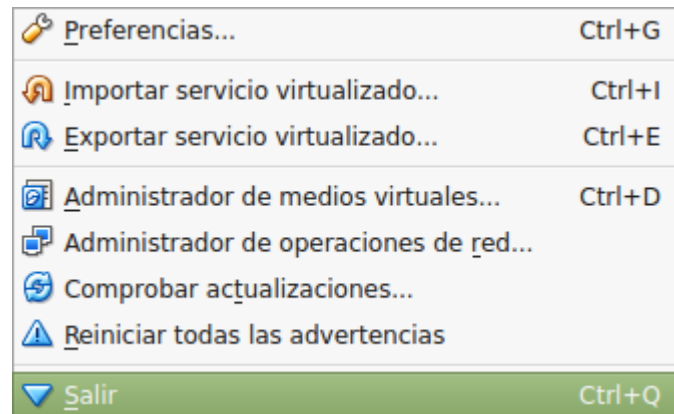 Preferencias... Ctrl+G
Importar servicio virtualizado... Ctrl+I
Exportar servicio virtualizado... Ctrl+E
Administrador de medios virtuales... Ctrl+D
Administrador de operaciones de red...
Comprobar actualizaciones...
Reiniciar todas las advertencias
Salir Ctrl+Q